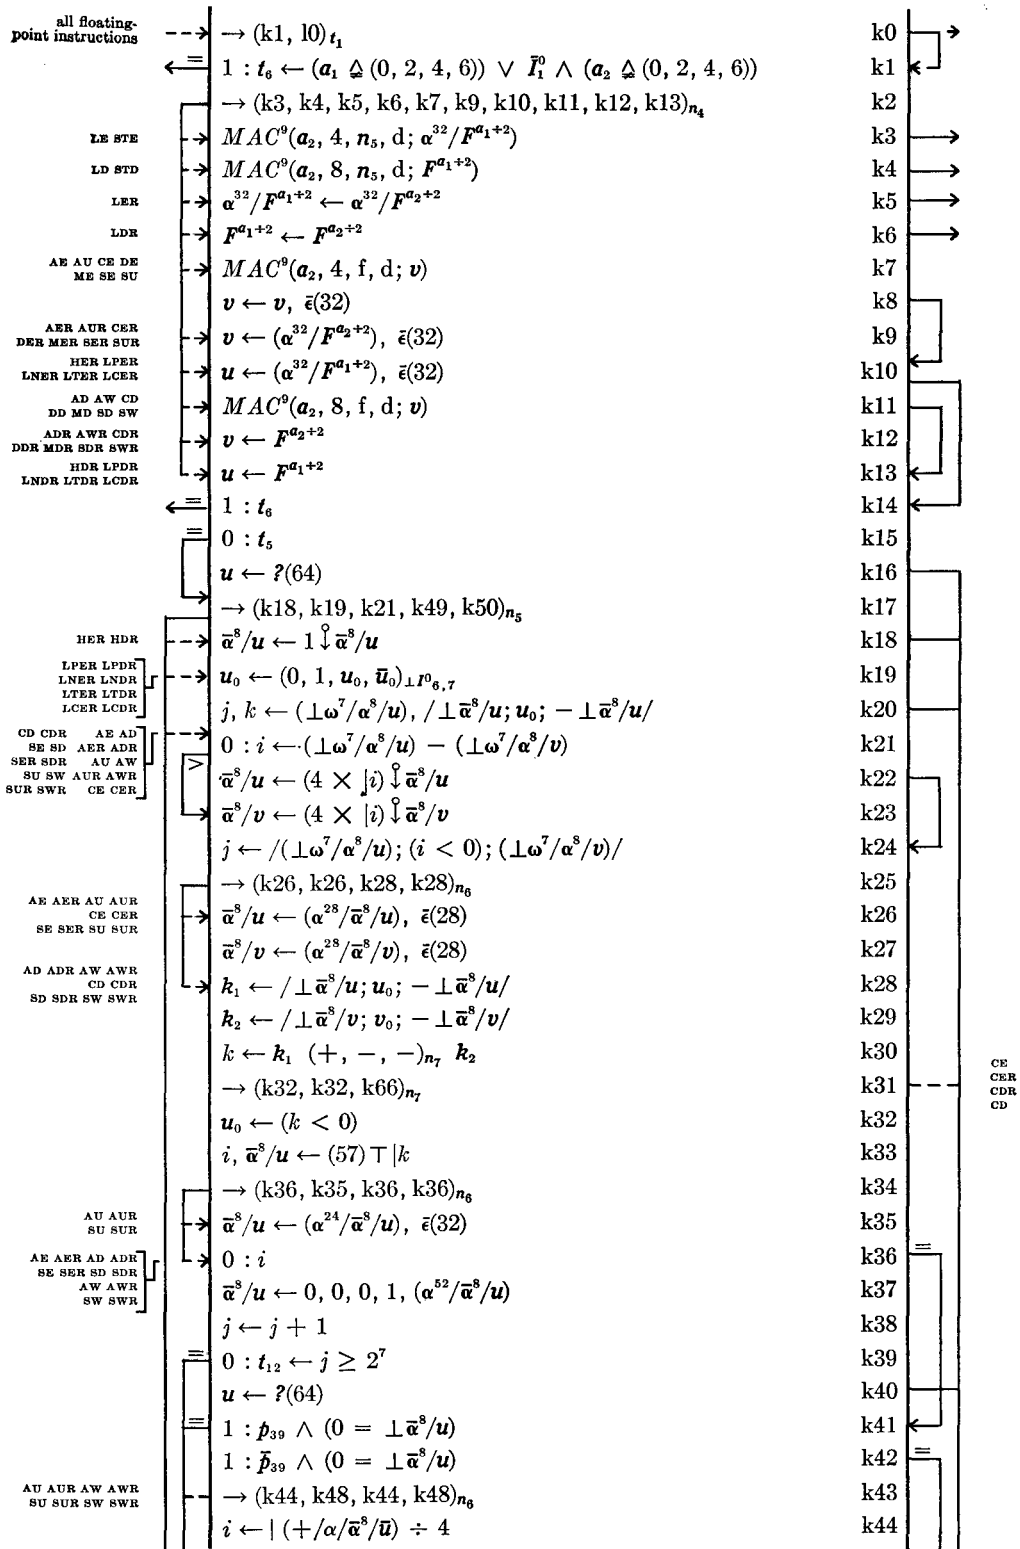 all floating-point instructions → (k1, l0)_{t₁} k0
1 : t₆ ← (a₁ ≙ (0, 2, 4, 6)) ∨ Ī₁⁰ ∧ (a₂ ≙ (0, 2, 4, 6)) k1
→ (k3, k4, k5, k6, k7, k9, k10, k11, k12, k13)_{n₄} k2
LE STE MAC⁹(a₂, 4, n₅, d; α³²/F^{a₁+2}) k3
LD STD MAC⁹(a₂, 8, n₅, d; F^{a₁+2}) k4
LER α³²/F^{a₁+2} ← α³²/F^{a₂+2} k5
LDR F^{a₁+2} ← F^{a₂+2} k6
AE AU CE DE ME SE SU MAC⁹(a₂, 4, f, d; v) k7
v ← v, ε̄(32) k8
AER AUR CER DER MER SER SUR v ← (α³²/F^{a₂+2}), ε̄(32) k9
HER LPER LNER LTER LCER u ← (α³²/F^{a₁+2}), ε̄(32) k10
AD AW CD DD MD SD SW MAC⁹(a₂, 8, f, d; v) k11
ADR AWR CDR DDR MDR SDR SWR v ← F^{a₂+2} k12
HDR LPDR LNDR LTDR LCDR u ← F^{a₁+2} k13
= 1 : t₆ k14
= 0 : t₅ k15
u ← ?(64) k16
→ (k18, k19, k21, k49, k50)_{n₅} k17
HER HDR ᾱ⁸/u ← 1 ⫯ ᾱ⁸/u k18
LPER LPDR LNER LNDR LTER LTDR LCER LCDR u₀ ← (0, 1, u₀, ū₀)_{⊥I⁰₆,₇} k19
j, k ← (⊥ω⁷/α⁸/u), /⊥ᾱ⁸/u; u₀; −⊥ᾱ⁸/u/ k20
CD CDR AE AD SE SD AER ADR SER SDR AU AW SU SW AUR AWR SUR SWR CE CER 0 : i ← (⊥ω⁷/α⁸/u) − (⊥ω⁷/α⁸/v) k21
> ᾱ⁸/u ← (4 × ⌊i) ⫰ ᾱ⁸/u k22
ᾱ⁸/v ← (4 × |i) ⫰ ᾱ⁸/v k23
j ← /(⊥ω⁷/α⁸/u); (i < 0); (⊥ω⁷/α⁸/v)/ k24
→ (k26, k26, k28, k28)_{n₆} k25
AE AER AU AUR CE CER SE SER SU SUR ᾱ⁸/u ← (α²⁸/ᾱ⁸/u), ε̄(28) k26
ᾱ⁸/v ← (α²⁸/ᾱ⁸/v), ε̄(28) k27
AD ADR AW AWR CD CDR SD SDR SW SWR k₁ ← /⊥ᾱ⁸/u; u₀; −⊥ᾱ⁸/u/ k28
k₂ ← /⊥ᾱ⁸/v; v₀; −⊥ᾱ⁸/v/ k29
k ← k₁ (+, −, −)_{n₇} k₂ k30
→ (k32, k32, k66)_{n₇} k31 CE CER CDR CD
u₀ ← (k < 0) k32
i, ᾱ⁸/u ← (57) ⊤ |k k33
→ (k36, k35, k36, k36)_{n₆} k34
AU AUR SU SUR ᾱ⁸/u ← (α²⁴/ᾱ⁸/u), ε̄(32) k35
AE AER AD ADR SE SER SD SDR AW AWR SW SWR 0 : i k36 =
ᾱ⁸/u ← 0, 0, 0, 1, (α⁵²/ᾱ⁸/u) k37
j ← j + 1 k38
= 0 : t₁₂ ← j ≥ 2⁷ k39
u ← ?(64) k40
= 1 : p₃₉ ∧ (0 = ⊥ᾱ⁸/u) k41
1 : p̄₃₉ ∧ (0 = ⊥ᾱ⁸/u) k42 =
AU AUR AW AWR SU SUR SW SWR → (k44, k48, k44, k48)_{n₆} k43
i ← | (+/α/ᾱ⁸/ū) ÷ 4 k44